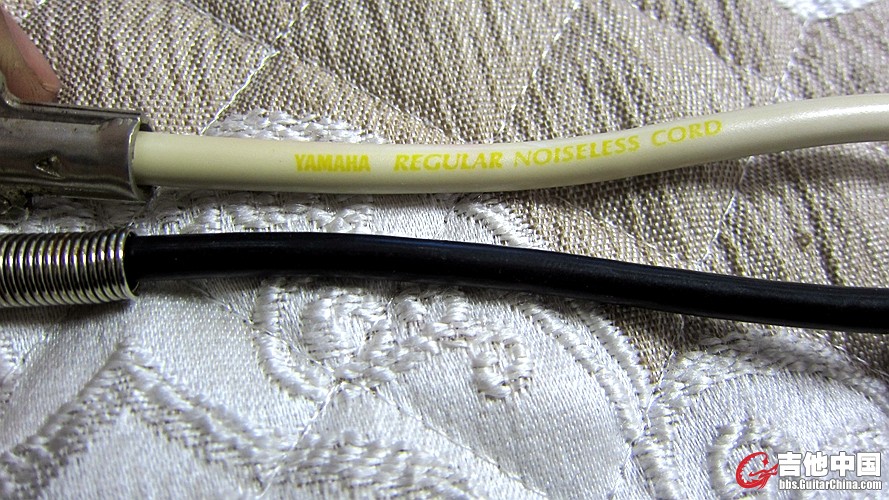 YAMAHA REGULAR NOISELESS CORD
吉他中国
bbs.GuitarChina.com